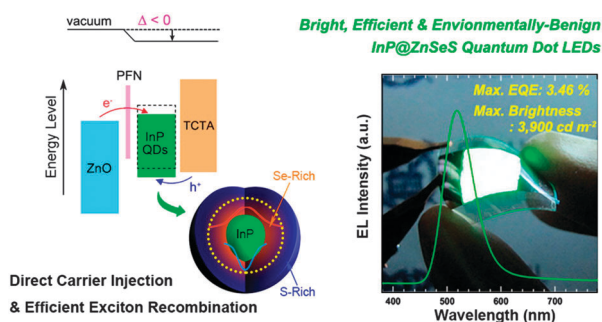 vacuum
Δ < 0
Energy Level
PFN
e-
ZnO
InP
QDs
TCTA
h+
Se-Rich
InP
S-Rich
Direct Carrier Injection
& Efficient Exciton Recombination
Bright, Efficient & Envionmentally-Benign
InP@ZnSeS Quantum Dot LEDs
Max. EQE: 3.46 %
Max. Brightness
: 3,900 cd m-2
EL Intensity (a.u.)
400 500 600 700
Wavelength (nm)